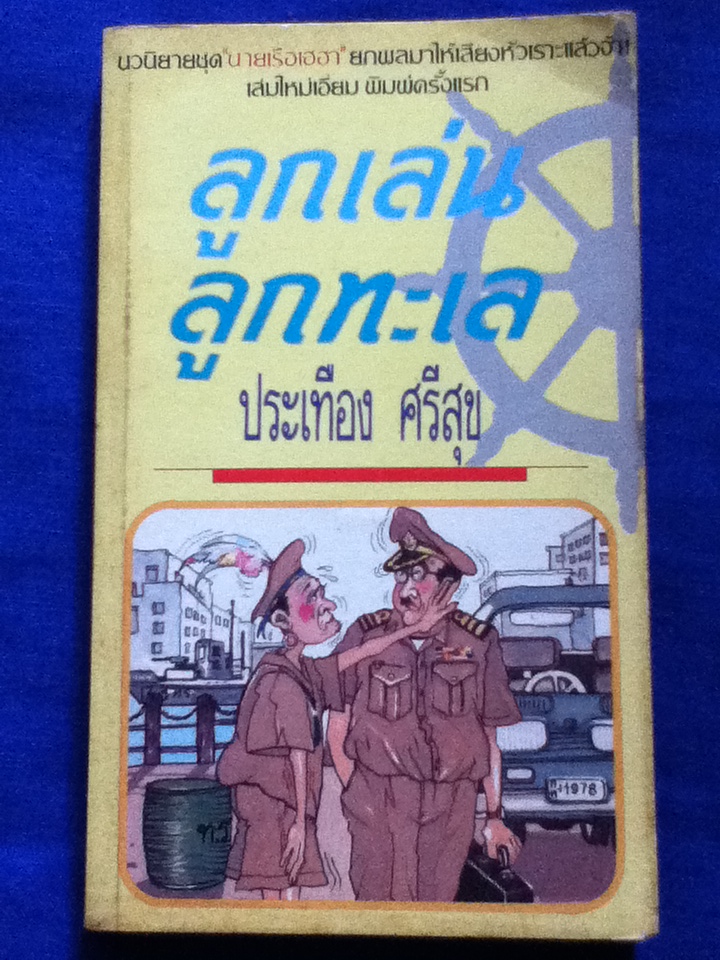 นวนิยายชุด"นายเรือเฮฮา" ยกพลมาให้เสียงหัวเราะแล้วจ้า!
เล่มใหม่เอี่ยม พิมพ์ครั้งแรก
ลูกเล่น
ลูกทะเล
ประเทือง ศรีสุข
1978